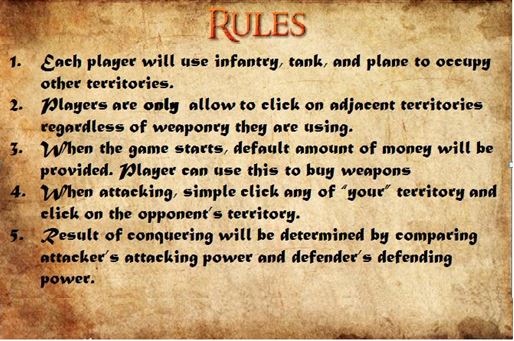 RULES
1. Each player will use infantry, tank, and plane to occupy
other territories.
2. Players are only allow to click on adjacent territories
regardless of weaponry they are using.
3. When the game starts, default amount of money will be
provided. Player can use this to buy weapons
4. When attacking, simple click any of “your” territory and
click on the opponent’s territory.
5. Result of conquering will be determined by comparing
attacker’s attacking power and defender’s defending
power.